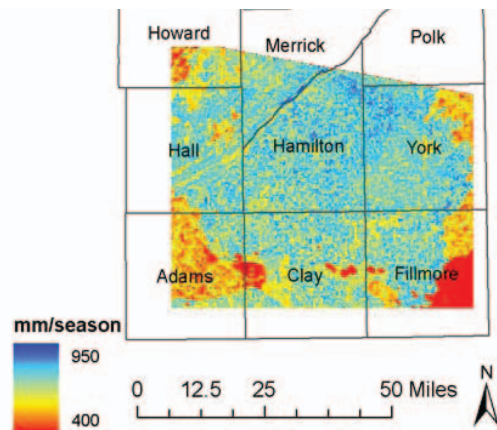 Howard
Merrick
Polk
Hall
Hamilton
York
Adams
Clay
Fillmore
mm/season
950
400
0 12.5 25 50 Miles
N